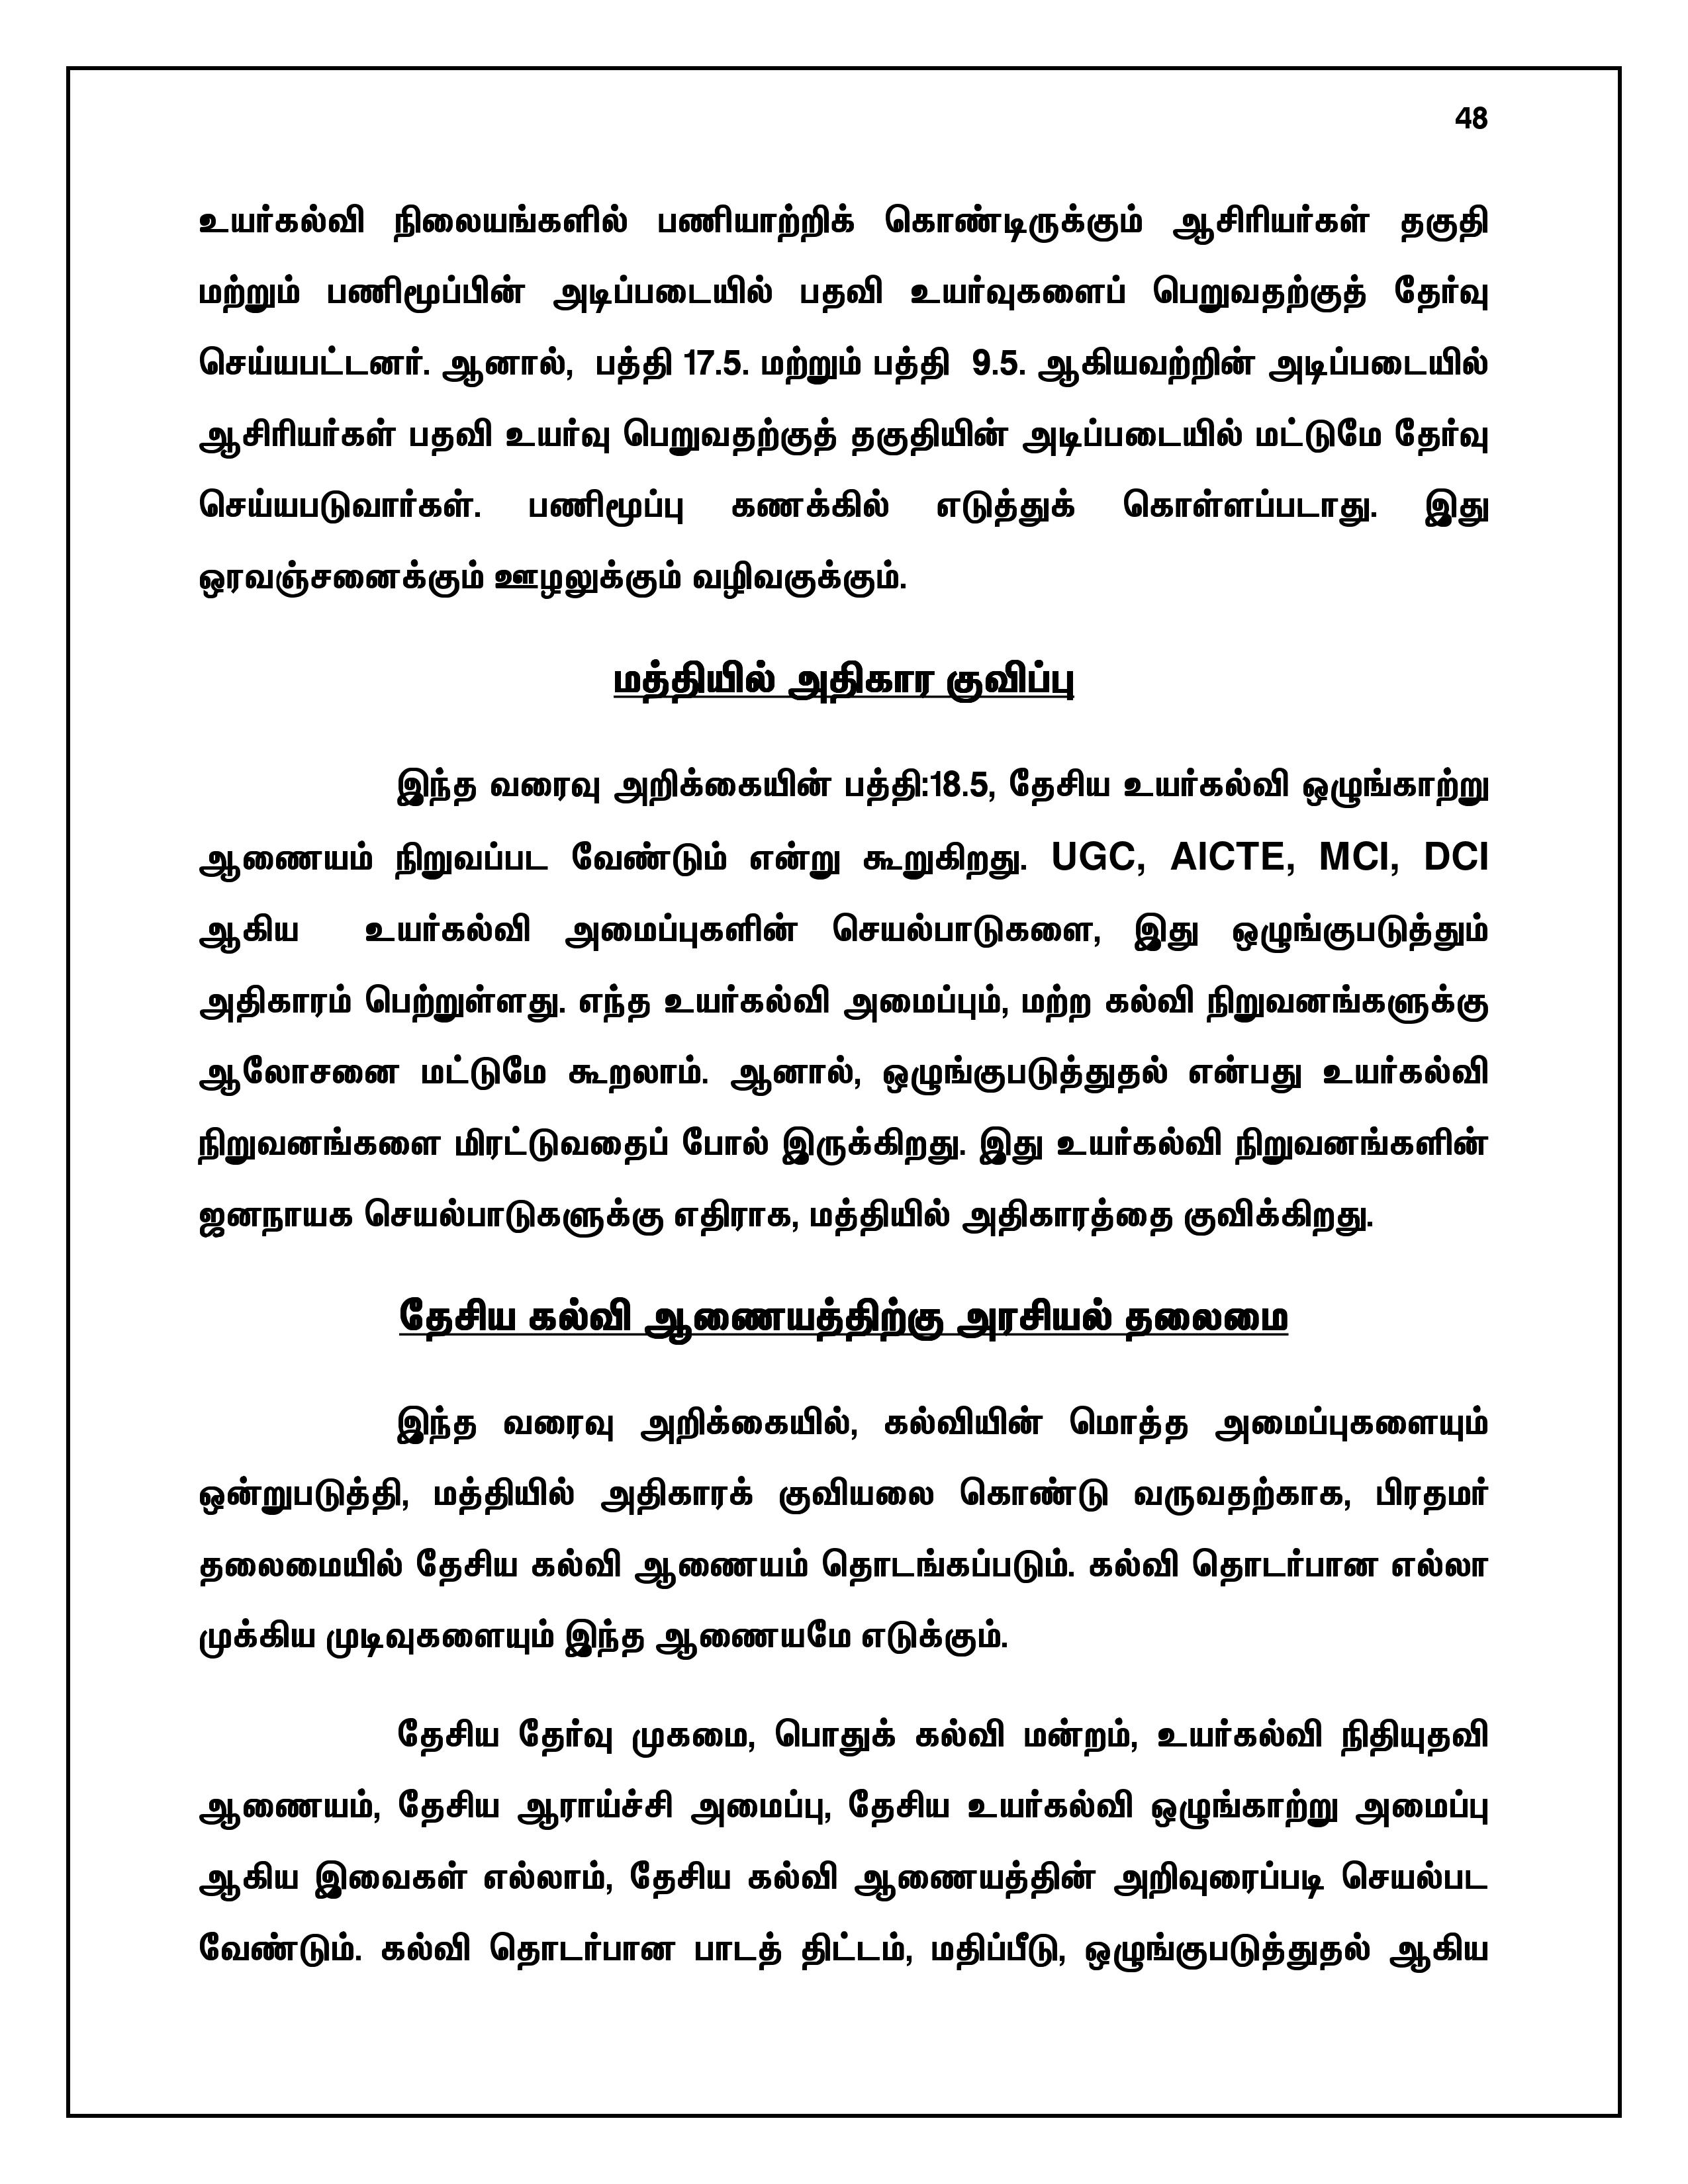 48
உயர்கல்வி நிலையங்களில் பணியாற்றிக் கொண்டிருக்கும் ஆசிரியர்கள் தகுதி
மற்றும் பணிமூப்பின் அடிப்படையில் பதவி உயர்வுகளைப் பெறுவதற்குத் தேர்வு
செய்யபட்டனர். ஆனால், பத்தி 17.5. மற்றும் பத்தி 9.5. ஆகியவற்றின் அடிப்படையில்
ஆசிரியர்கள் பதவி உயர்வு பெறுவதற்குத் தகுதியின் அடிப்படையில் மட்டுமே தேர்வு
செய்யபடுவார்கள். பணிமூப்பு கணக்கில் எடுத்துக் கொள்ளப்படாது. இது
ஒரவஞ்சனைக்கும் ஊழலுக்கும் வழிவகுக்கும்.
மத்தியில் அதிகார குவிப்பு
இந்த வரைவு அறிக்கையின் பத்தி:18.5, தேசிய உயர்கல்வி ஒழுங்காற்று
ஆணையம் நிறுவப்பட வேண்டும் என்று கூறுகிறது. UGC, AICTE, MCI, DCI
ஆகிய உயர்கல்வி அமைப்புகளின் செயல்பாடுகளை, இது ஒழுங்குபடுத்தும்
அதிகாரம் பெற்றுள்ளது. எந்த உயர்கல்வி அமைப்பும், மற்ற கல்வி நிறுவனங்களுக்கு
ஆலோசனை மட்டுமே கூறலாம். ஆனால், ஒழுங்குபடுத்துதல் என்பது உயர்கல்வி
நிறுவனங்களை மிரட்டுவதைப் போல் இருக்கிறது. இது உயர்கல்வி நிறுவனங்களின்
ஜனநாயக செயல்பாடுகளுக்கு எதிராக, மத்தியில் அதிகாரத்தை குவிக்கிறது.
தேசிய கல்வி ஆணையத்திற்கு அரசியல் தலைமை
இந்த வரைவு அறிக்கையில், கல்வியின் மொத்த அமைப்புகளையும்
ஒன்றுபடுத்தி, மத்தியில் அதிகாரக் குவியலை கொண்டு வருவதற்காக, பிரதமர்
தலைமையில் தேசிய கல்வி ஆணையம் தொடங்கப்படும். கல்வி தொடர்பான எல்லா
முக்கிய முடிவுகளையும் இந்த ஆணையமே எடுக்கும்.
தேசிய தேர்வு முகமை, பொதுக் கல்வி மன்றம், உயர்கல்வி நிதியுதவி
ஆணையம், தேசிய ஆராய்ச்சி அமைப்பு, தேசிய உயர்கல்வி ஒழுங்காற்று அமைப்பு
ஆகிய இவைகள் எல்லாம், தேசிய கல்வி ஆணையத்தின் அறிவுரைப்படி செயல்பட
வேண்டும். கல்வி தொடர்பான பாடத் திட்டம், மதிப்பீடு, ஒழுங்குபடுத்துதல் ஆகிய